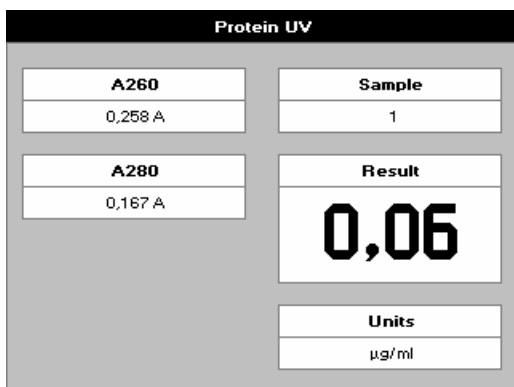 Protein UV
A260
0,258 A
A280
0,167 A
Sample
1
Result
0,06
Units
µg/ml